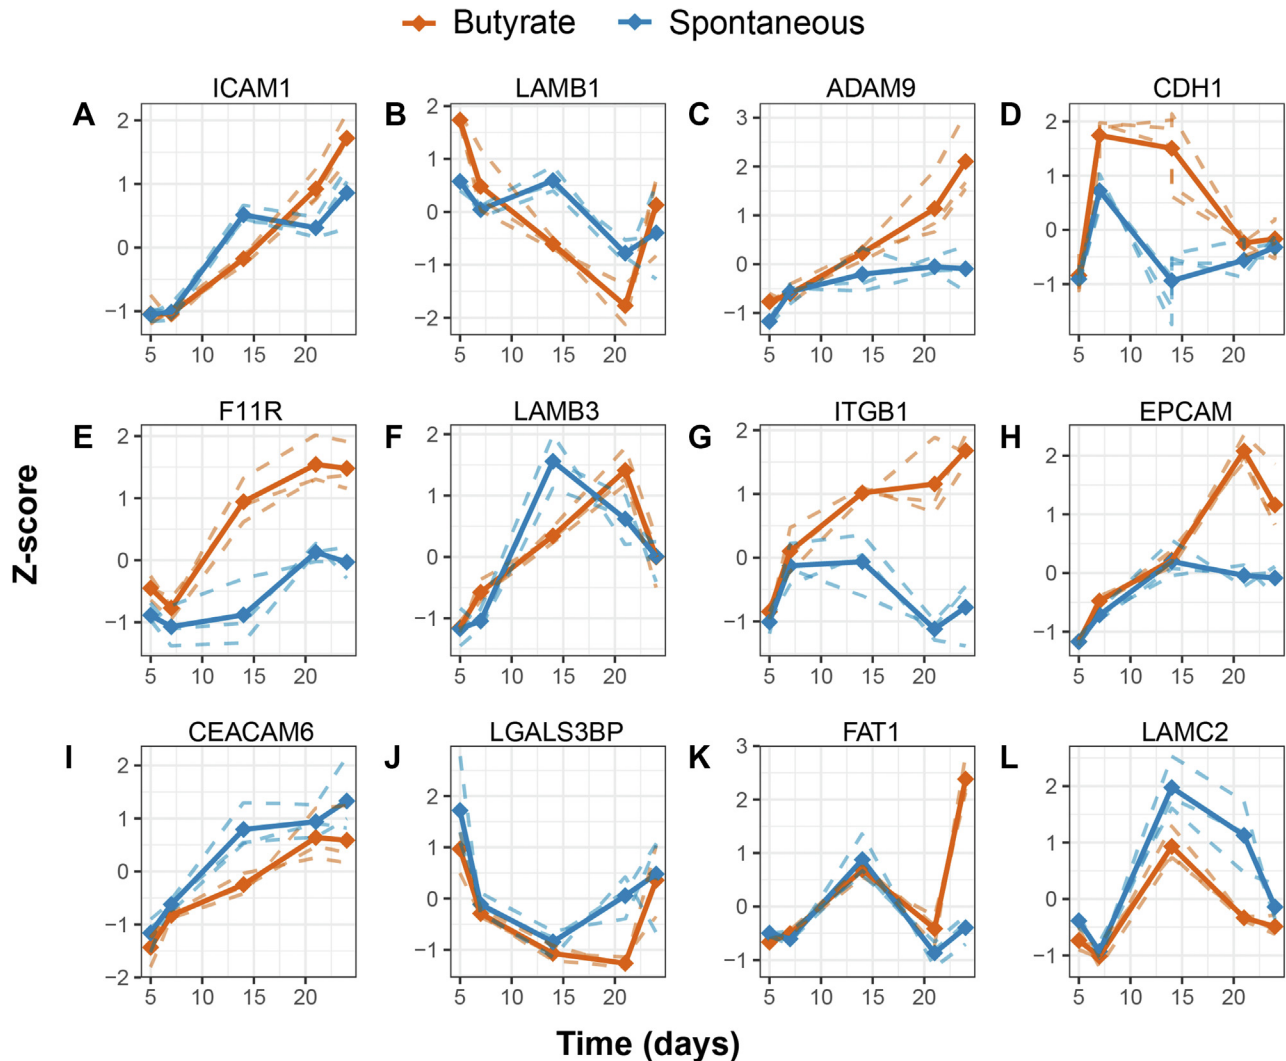 Butyrate Spontaneous
A ICAM1
B LAMB1
C ADAM9
D CDH1
2
1
0
−1
5 10 15 20
2
1
0
−1
−2
5 10 15 20
3
2
1
0
−1
5 10 15 20
2
1
0
−1
5 10 15 20
E F11R
F LAMB3
G ITGB1
H EPCAM
2
1
0
−1
5 10 15 20
2
1
0
−1
5 10 15 20
2
1
0
−1
5 10 15 20
2
1
0
−1
5 10 15 20
I CEACAM6
J LGALS3BP
K FAT1
L LAMC2
2
1
0
−1
−2
5 10 15 20
2
1
0
−1
5 10 15 20
3
2
1
0
−1
5 10 15 20
2
1
0
−1
5 10 15 20
Z-score
Time (days)